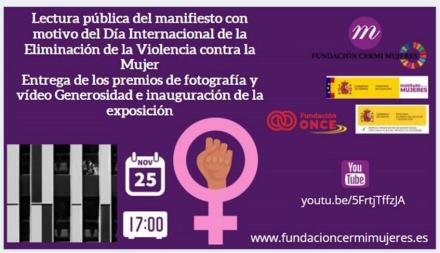 Lectura pública del manifiesto con
motivo del Día Internacional de la
Eliminación de la Violencia contra la
Mujer
Entrega de los premios de fotografía y
vídeo Generosidad e inauguración de la
exposición
m
FUNDACIÓN CERMI MUJERES
Instituto
MUJERES
Fundación
ONCE
NOV
25
17:00
You
Tube
youtu.be/5FrtjTffzJA
www.fundacioncermimujeres.es